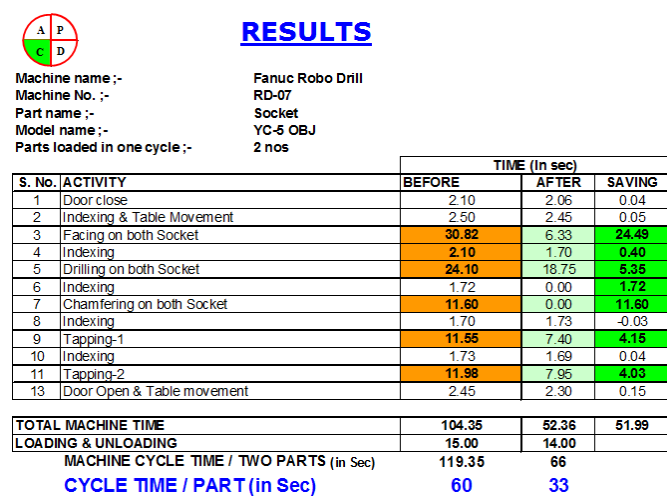 A P
C D
RESULTS
Machine name ;- Fanuc Robo Drill
Machine No. ;- RD-07
Part name ;- Socket
Model name ;- YC-5 OBJ
Parts loaded in one cycle ;- 2 nos
TIME (In sec)
S. No. ACTIVITY BEFORE AFTER SAVING
1 Door close 2.10 2.06 0.04
2 Indexing & Table Movement 2.50 2.45 0.05
3 Facing on both Socket 30.82 6.33 24.49
4 Indexing 2.10 1.70 0.40
5 Drilling on both Socket 24.10 18.75 5.35
6 Indexing 1.72 0.00 1.72
7 Chamfering on both Socket 11.60 0.00 11.60
8 Indexing 1.70 1.73 -0.03
9 Tapping-1 11.55 7.40 4.15
10 Indexing 1.73 1.69 0.04
11 Tapping-2 11.98 7.95 4.03
13 Door Open & Table movement 2.45 2.30 0.15
TOTAL MACHINE TIME 104.35 52.36 51.99
LOADING & UNLOADING 15.00 14.00
MACHINE CYCLE TIME / TWO PARTS (in Sec) 119.35 66
CYCLE TIME / PART (in Sec) 60 33